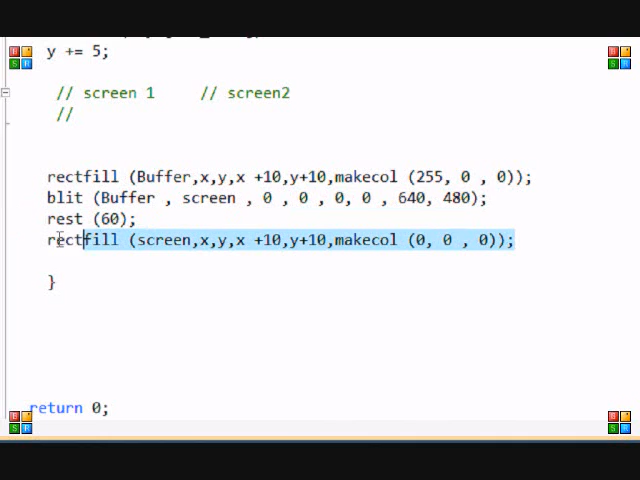 y += 5;
// screen 1 // screen2
//
rectfill (Buffer,x,y,x +10,y+10,makecol (255, 0 , 0));
blit (Buffer , screen , 0 , 0 , 0, 0 , 640, 480);
rest (60);
rectfill (screen,x,y,x +10,y+10,makecol (0, 0 , 0));
}
return 0;